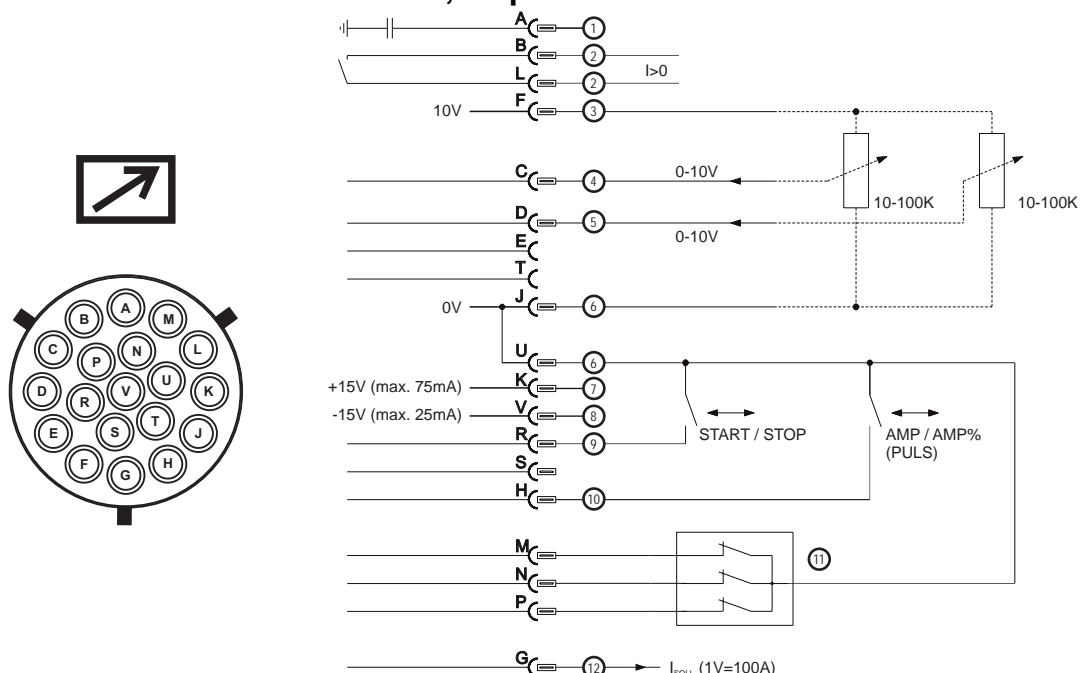 A 1
B 2
L 2 I>0
10V F 3
C 4 0-10V
10-100K 10-100K
D 5
0-10V
E
T
0V J 6
U 6
+15V (max. 75mA) K 7
-15V (max. 25mA) V 8
R 9 START / STOP AMP / AMP%
(PULS)
S
H 10
M 11
N
P
G 12 (1V=100A)
A
B M
C P N L
D R V U K
E S T J
F G H